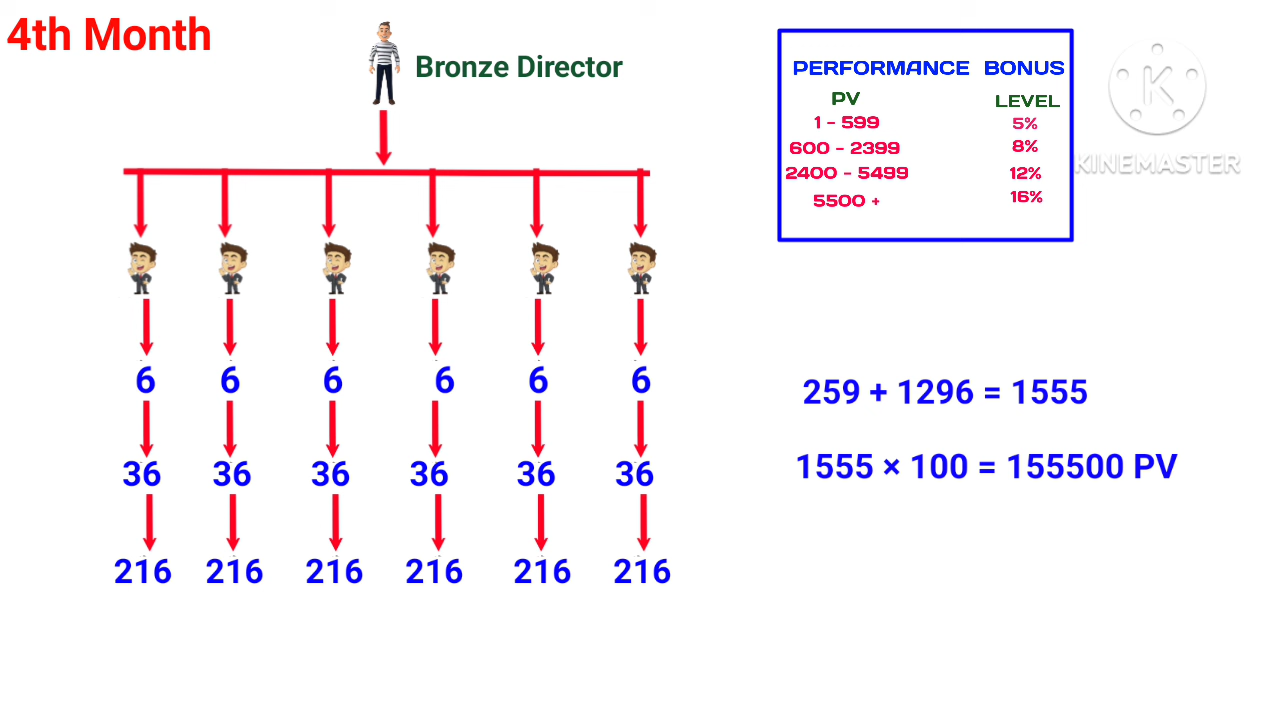 4th Month
Bronze Director
PERFORMANCE BONUS
PV LEVEL
1 - 599 5%
600 - 2399 8%
2400 - 5499 12%
5500 + 16%
KINEMASTER
6 6 6 6 6 6
36 36 36 36 36 36
216 216 216 216 216 216
259 + 1296 = 1555
1555 × 100 = 155500 PV